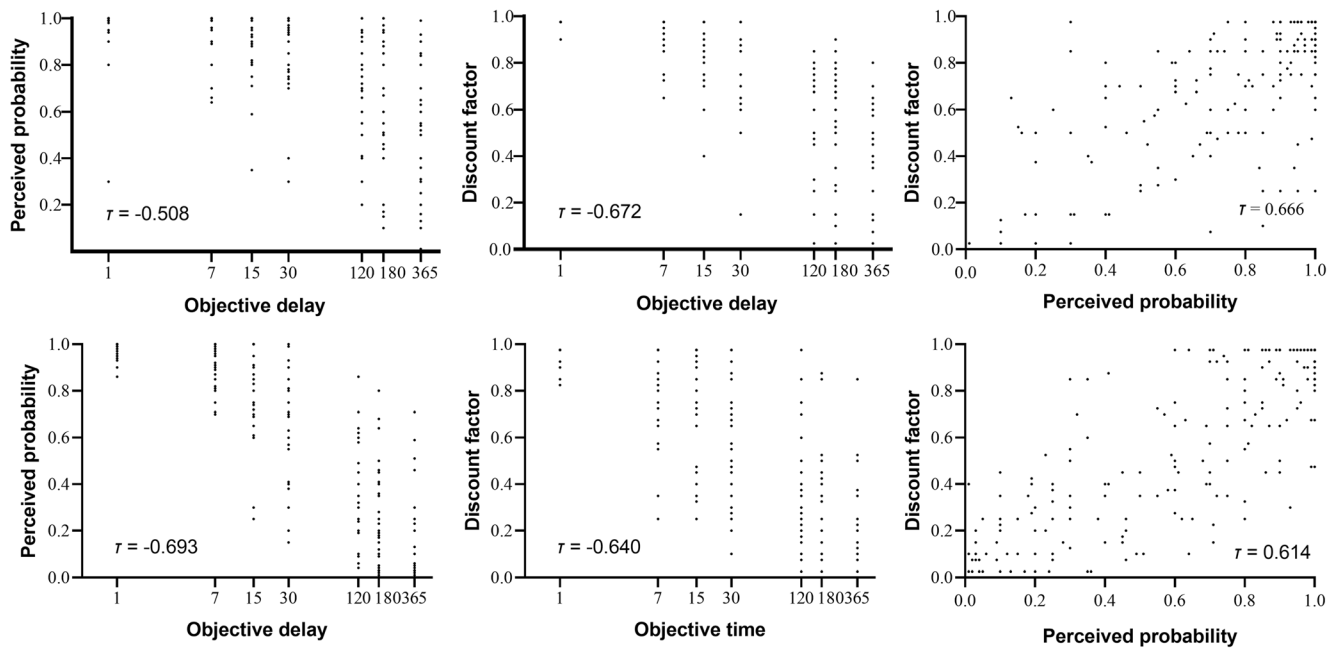 Perceived probability
1.0
0.8
0.6
0.4
0.2
τ = -0.508
1 7 15 30 120 180 365
Objective delay
Discount factor
1.0
0.8
0.6
0.4
0.2
0.0
τ = -0.672
1 7 15 30 120 180 365
Objective delay
Discount factor
1.0
0.8
0.6
0.4
0.2
0.0
τ = 0.666
0.0 0.2 0.4 0.6 0.8 1.0
Perceived probability
Perceived probability
1.0
0.8
0.6
0.4
0.2
0.0
τ = -0.693
1 7 15 30 120 180 365
Objective delay
Discount factor
1.0
0.8
0.6
0.4
0.2
0.0
τ = -0.640
1 7 15 30 120 180 365
Objective time
Discount factor
1.0
0.8
0.6
0.4
0.2
0.0
τ = 0.614
0.0 0.2 0.4 0.6 0.8 1.0
Perceived probability